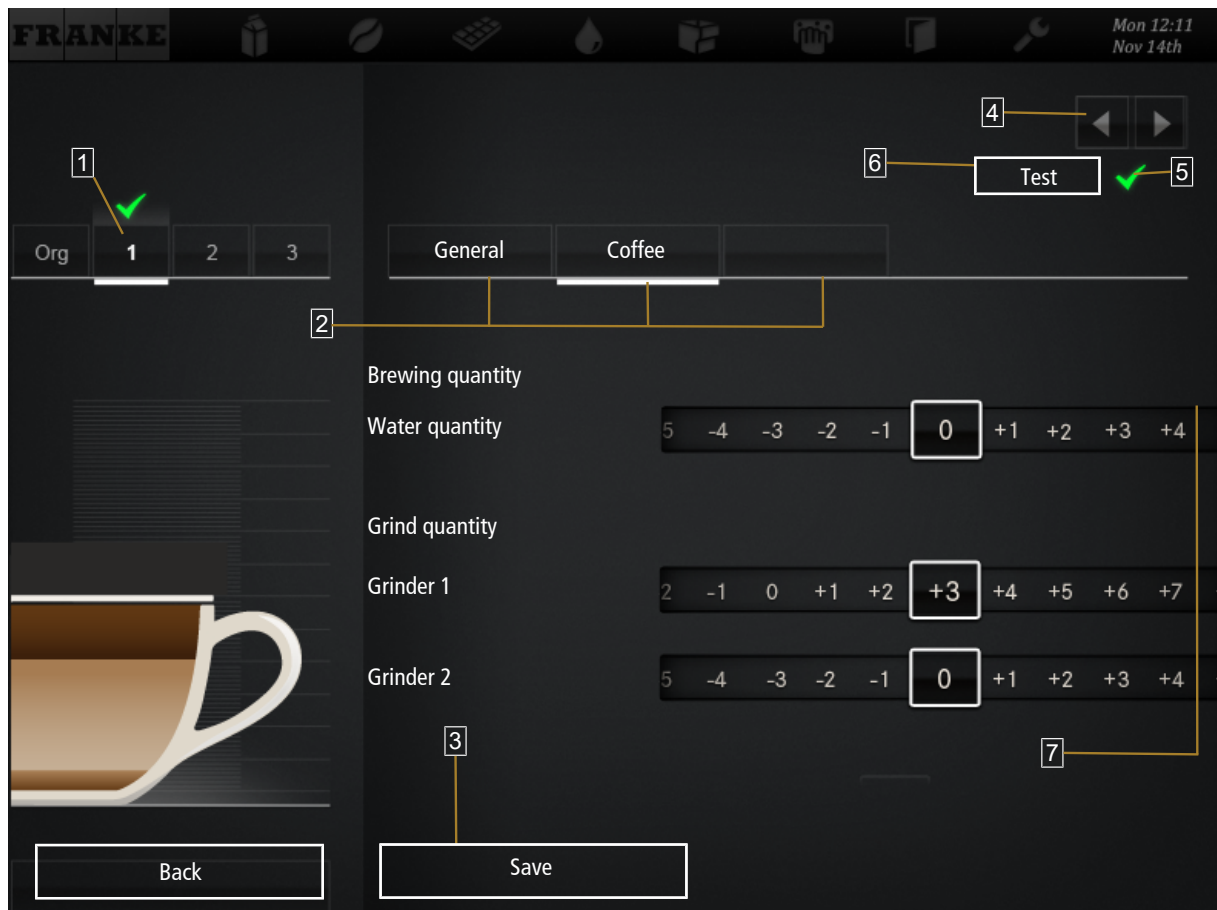 FRANKE
Mon 12:11
Nov 14th
4
1
6
Test
5
Org 1 2 3
General Coffee
2
Brewing quantity
Water quantity 5 -4 -3 -2 -1 0 +1 +2 +3 +4
Grind quantity
Grinder 1 2 -1 0 +1 +2 +3 +4 +5 +6 +7
Grinder 2 5 -4 -3 -2 -1 0 +1 +2 +3 +4
3
7
Back Save